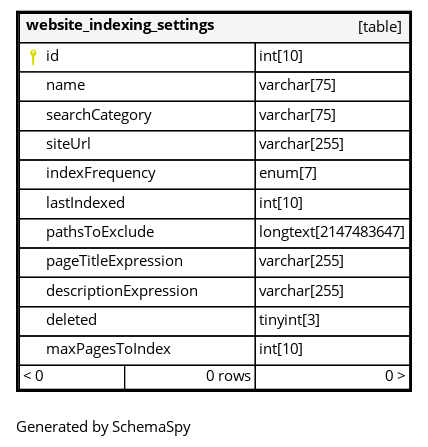 website_indexing_settings [table]
id int[10]
name varchar[75]
searchCategory varchar[75]
siteUrl varchar[255]
indexFrequency enum[7]
lastIndexed int[10]
pathsToExclude longtext[2147483647]
pageTitleExpression varchar[255]
descriptionExpression varchar[255]
deleted tinyint[3]
maxPagesToIndex int[10]
< 0 0 rows 0 >
Generated by SchemaSpy